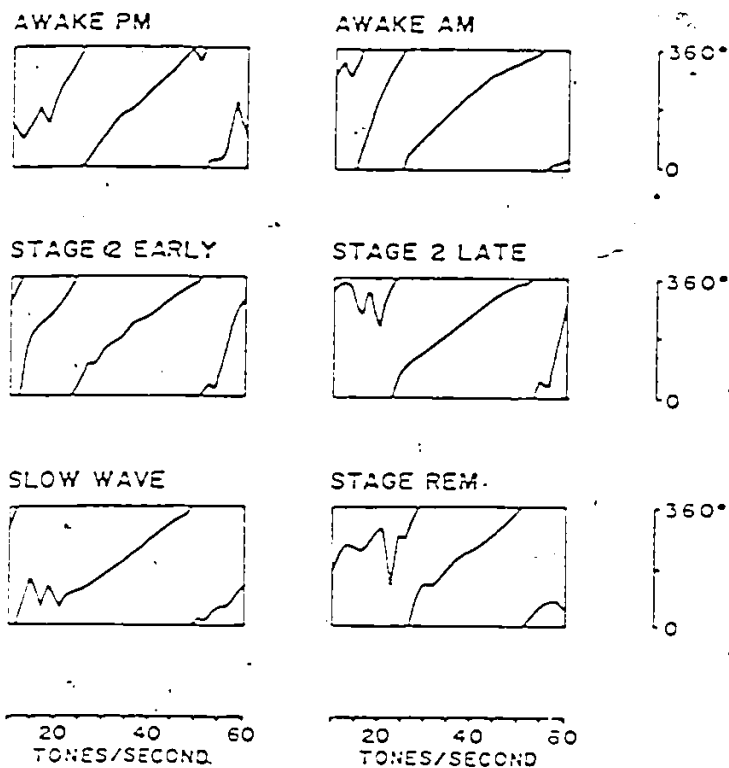 AWAKE PM AWAKE AM
360°
0
STAGE 2 EARLY STAGE 2 LATE
360°
0
SLOW WAVE STAGE REM
360°
0
20 40 60 20 40 60
TONES/SECOND TONES/SECOND